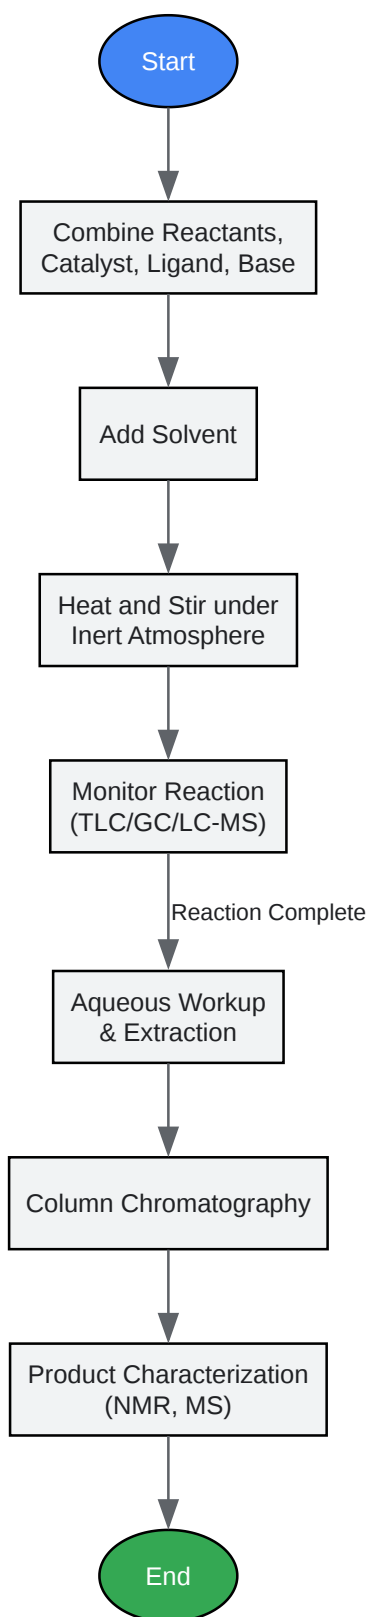 Start
Combine Reactants,
Catalyst, Ligand, Base
Add Solvent
Heat and Stir under
Inert Atmosphere
Monitor Reaction
(TLC/GC/LC-MS)
Reaction Complete
Aqueous Workup
& Extraction
Column Chromatography
Product Characterization
(NMR, MS)
End